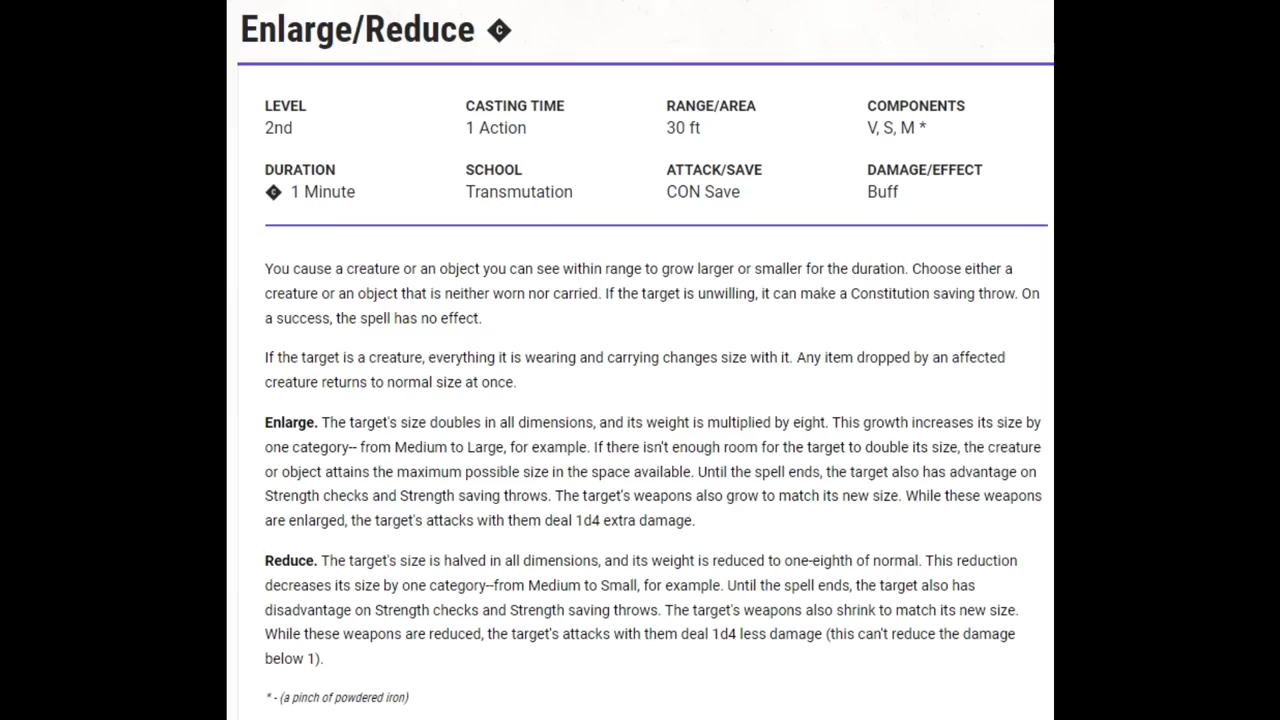 Enlarge/Reduce C
LEVEL CASTING TIME RANGE/AREA COMPONENTS
2nd 1 Action 30 ft V, S, M *
DURATION SCHOOL ATTACK/SAVE DAMAGE/EFFECT
C 1 Minute Transmutation CON Save Buff
You cause a creature or an object you can see within range to grow larger or smaller for the duration. Choose either a
creature or an object that is neither worn nor carried. If the target is unwilling, it can make a Constitution saving throw. On
a success, the spell has no effect.
If the target is a creature, everything it is wearing and carrying changes size with it. Any item dropped by an affected
creature returns to normal size at once.
Enlarge. The target's size doubles in all dimensions, and its weight is multiplied by eight. This growth increases its size by
one category-- from Medium to Large, for example. If there isn't enough room for the target to double its size, the creature
or object attains the maximum possible size in the space available. Until the spell ends, the target also has advantage on
Strength checks and Strength saving throws. The target's weapons also grow to match its new size. While these weapons
are enlarged, the target's attacks with them deal 1d4 extra damage.
Reduce. The target's size is halved in all dimensions, and its weight is reduced to one-eighth of normal. This reduction
decreases its size by one category--from Medium to Small, for example. Until the spell ends, the target also has
disadvantage on Strength checks and Strength saving throws. The target's weapons also shrink to match its new size.
While these weapons are reduced, the target's attacks with them deal 1d4 less damage (this can't reduce the damage
below 1).
* - (a pinch of powdered iron)